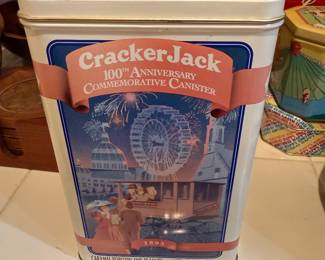 CrackerJack
100TH ANNIVERSARY
COMMEMORATIVE CANISTER
1893